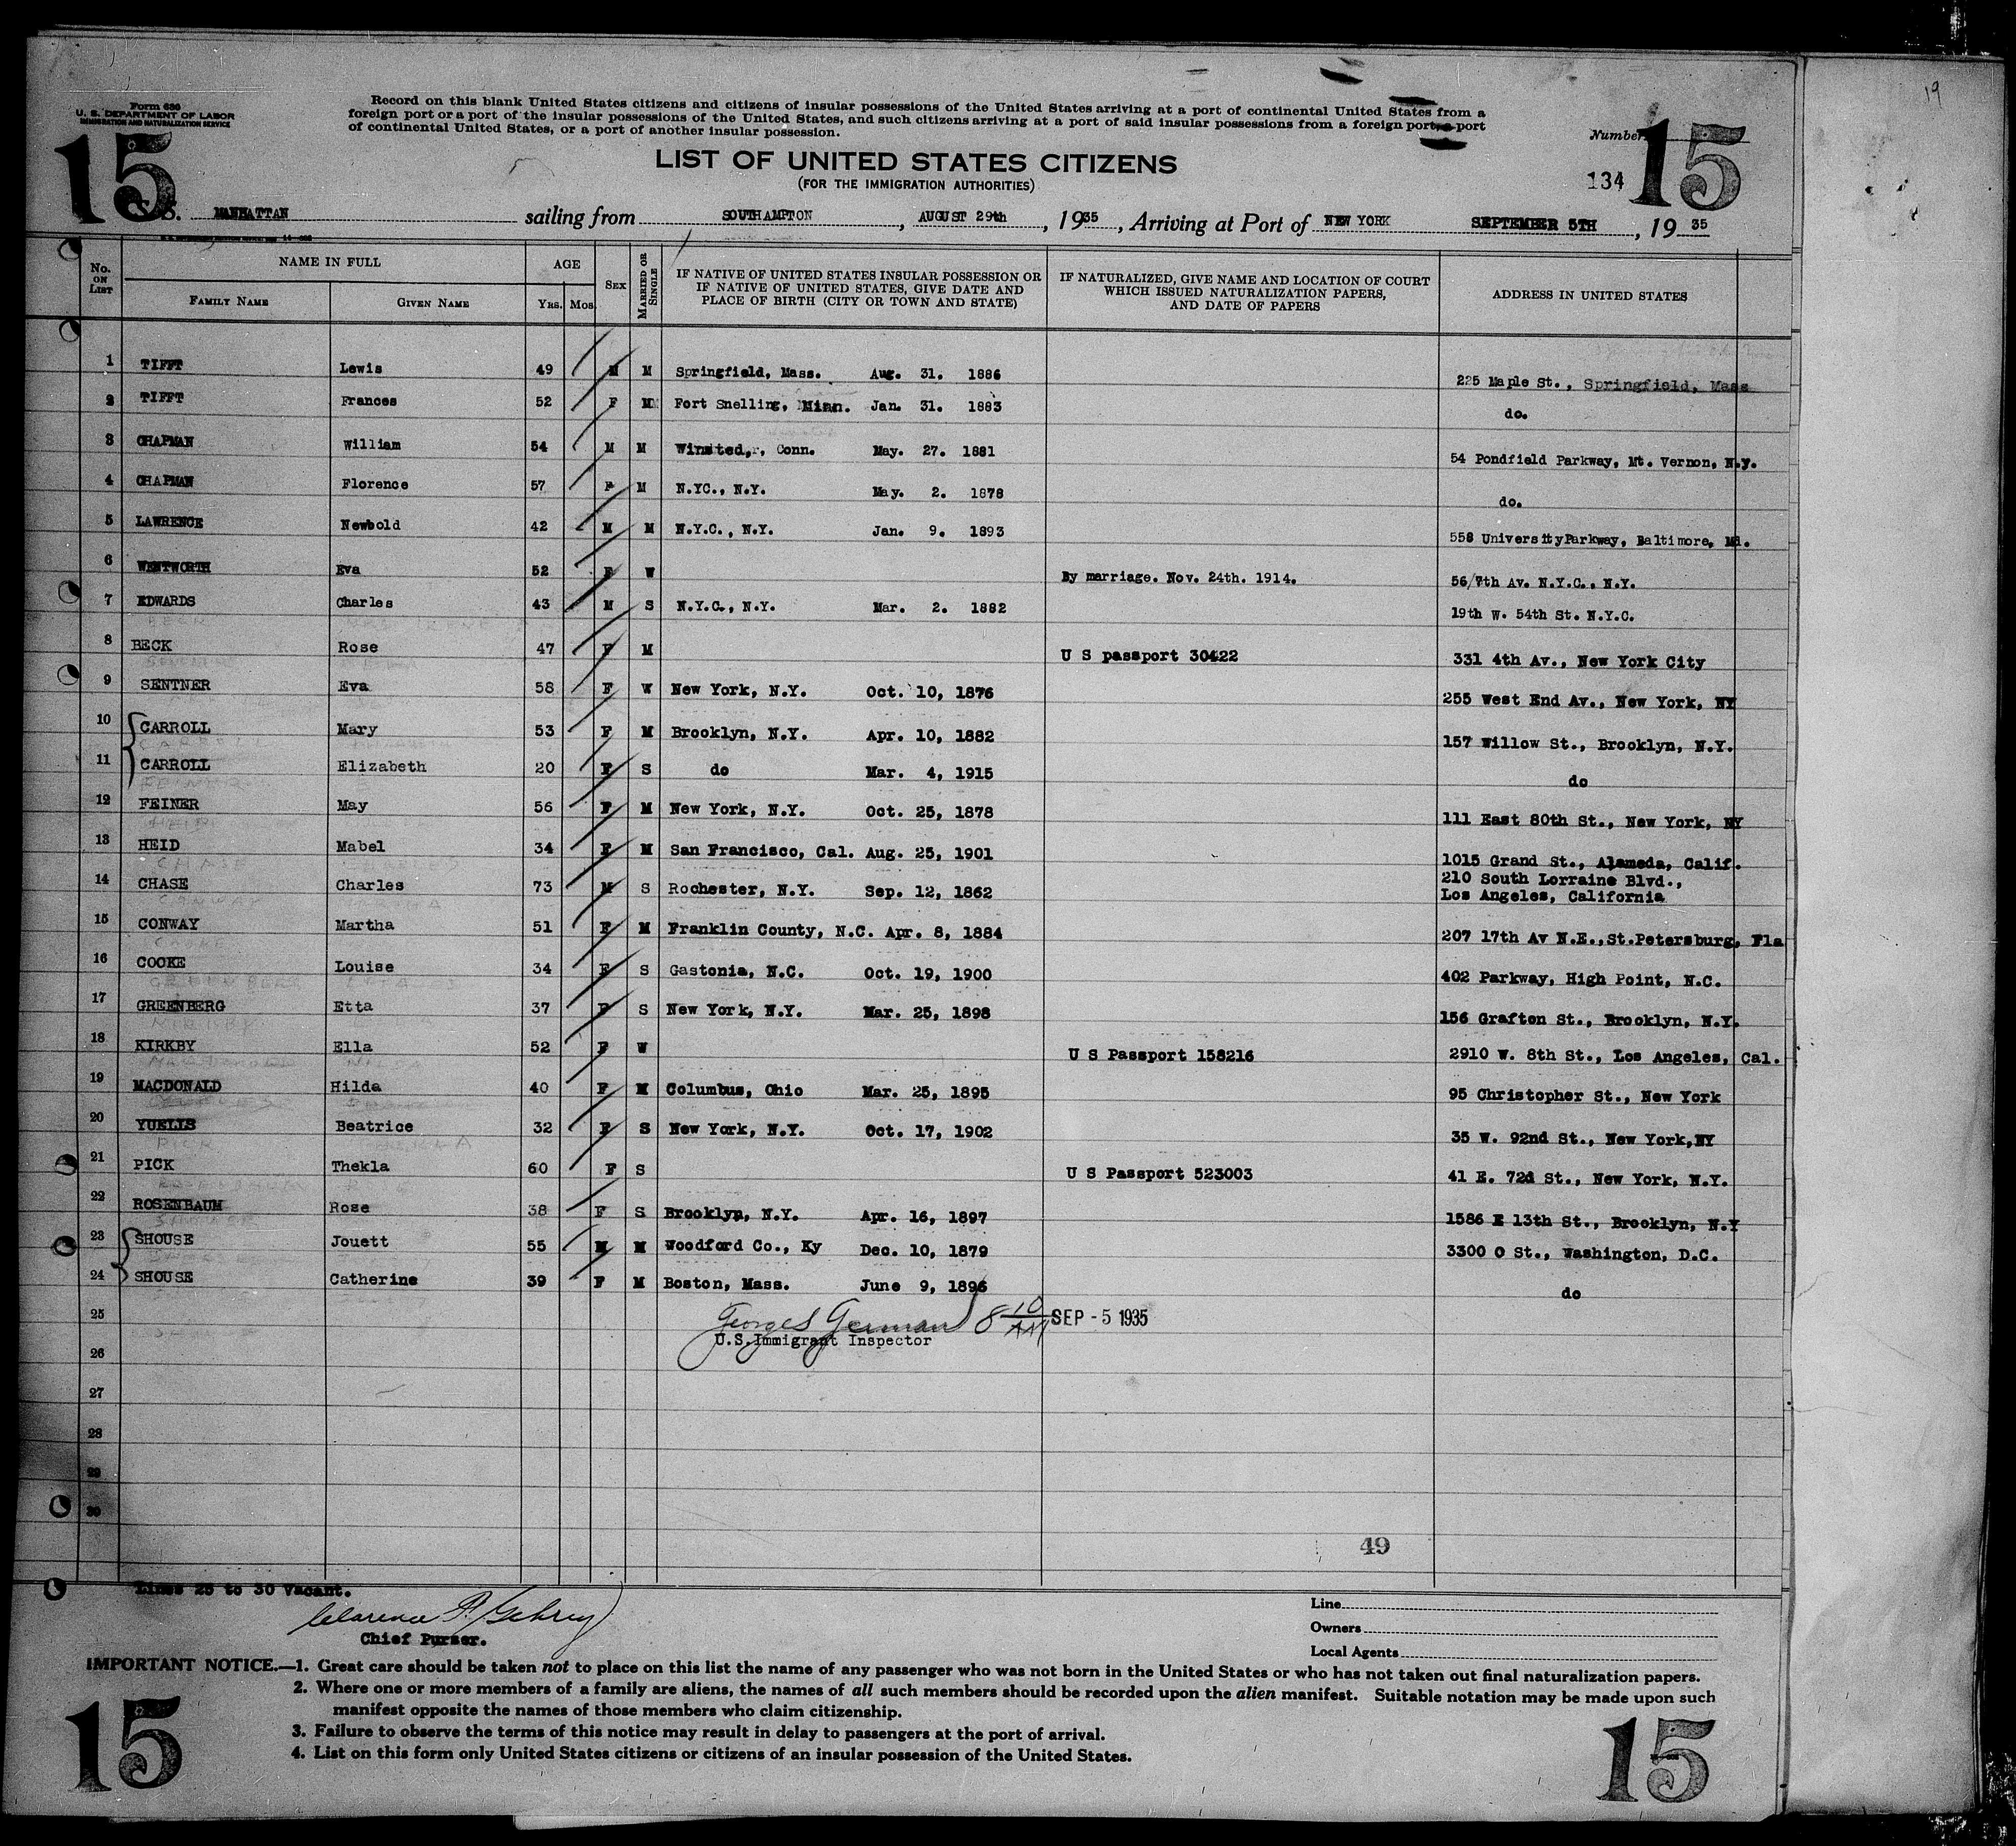 19
Form 630
U. S. DEPARTMENT OF LABOR
IMMIGRATION AND NATURALIZATION SERVICE
Record on this blank United States citizens and citizens of insular possessions of the United States arriving at a port of continental United States from a
foreign port or a port of the insular possessions of the United States, and such citizens arriving at a port of said insular possessions from a foreign port, a port
of continental United States, or a port of another insular possession.
15
Number
15
LIST OF UNITED STATES CITIZENS
(FOR THE IMMIGRATION AUTHORITIES)
134
S. S. MANHATTAN sailing from SOUTHAMPTON, AUGUST 29th, 1935, Arriving at Port of NEW YORK SEPTEMBER 5TH, 1935
No. ON LIST
NAME IN FULL
FAMILY NAME GIVEN NAME
AGE
YRS. MOS.
SEX
MARRIED OR SINGLE
IF NATIVE OF UNITED STATES INSULAR POSSESSION OR
IF NATIVE OF UNITED STATES, GIVE DATE AND
PLACE OF BIRTH (CITY OR TOWN AND STATE)
IF NATURALIZED, GIVE NAME AND LOCATION OF COURT
WHICH ISSUED NATURALIZATION PAPERS,
AND DATE OF PAPERS
ADDRESS IN UNITED STATES
1 TIFFT Lewis 49 M M Springfield, Mass. Aug. 31. 1886 225 Maple St., Springfield, Mass
2 TIFFT Frances 52 F M Fort Snelling, Minn. Jan. 31. 1883 do.
3 CHAPMAN William 54 M M Winsted, Conn. May. 27. 1881 54 Pondfield Parkway, Mt. Vernon, N.y.
4 CHAPMAN Florence 57 F M N.YC., N.Y. May. 2. 1878 do.
5 LAWRENCE Newbold 42 M M N.Y.C., N.Y. Jan. 9. 1893 558 UniversityParkway, Baltimore, Md.
6 WENTWORTH Eva 52 F W By marriage. Nov. 24th. 1914. 56/7th Av. N.Y.C., N.Y.
7 EDWARDS Charles 43 M S N.Y.C., N.Y. Mar. 2. 1882 19th W. 54th St. N.Y.C.
8 BECK Rose 47 F M U S passport 30422 331 4th Av., New York City
9 SENTNER Eva 58 F W New York, N.Y. Oct. 10, 1876 255 West End Av., New York, NY
10 CARROLL Mary 53 F M Brooklyn, N.Y. Apr. 10, 1882 157 Willow St., Brooklyn, N.Y.
11 CARROLL Elizabeth 20 F S do Mar. 4, 1915 do
12 FEINER May 56 F M New York, N.Y. Oct. 25, 1878 111 East 80th St., New York, NY
13 HEID Mabel 34 F M San Francisco, Cal. Aug. 25, 1901 1015 Grand St., Alameda, Calif.
14 CHASE Charles 73 M S Rochester, N.Y. Sep. 12, 1862 210 South Lorraine Blvd.,
Los Angeles, California
15 CONWAY Martha 51 F M Franklin County, N.C. Apr. 8, 1884 207 17th Av N.E.,St.Petersburg, Fla
16 COOKE Louise 34 F S Gastonia, N.C. Oct. 19, 1900 402 Parkway, High Point, N.C.
17 GREENBERG Etta 37 F S New York, N.Y. Mar. 25, 1898 156 Grafton St., Brooklyn, N.Y.
18 KIRKBY Ella 52 F W U S Passport 158216 2910 W. 8th St., Los Angeles, Cal.
19 MACDONALD Hilda 40 F M Columbus, Ohio Mar. 25, 1895 95 Christopher St., New York
20 YUELLS Beatrice 32 F S New York, N.Y. Oct. 17, 1902 35 W. 92nd St., New York,NY
21 PICK Thekla 60 F S U S Passport 523003 41 E. 72d St., New York, N.Y.
22 ROSENBAUM Rose 38 F S Brooklyn, N.Y. Apr. 16, 1897 1586 E 13th St., Brooklyn, N.Y
23 SHOUSE Jouett 55 M M Woodford Co., Ky Dec. 10, 1879 3300 O St., Washington, D.C.
24 SHOUSE Catherine 39 F M Boston, Mass. June 9, 1896 do
25 Georges German 8 10 AM SEP - 5 1935
U.S.Immigrant Inspector
26
27
28
29
30
49
Lines 25 to 30 vacant.
Clarence A. Gehrig
Chief Purser.
Line
Owners
Local Agents
IMPORTANT NOTICE.—1. Great care should be taken not to place on this list the name of any passenger who was not born in the United States or who has not taken out final naturalization papers.
2. Where one or more members of a family are aliens, the names of all such members should be recorded upon the alien manifest. Suitable notation may be made upon such
manifest opposite the names of those members who claim citizenship.
3. Failure to observe the terms of this notice may result in delay to passengers at the port of arrival.
4. List on this form only United States citizens or citizens of an insular possession of the United States.
15
15